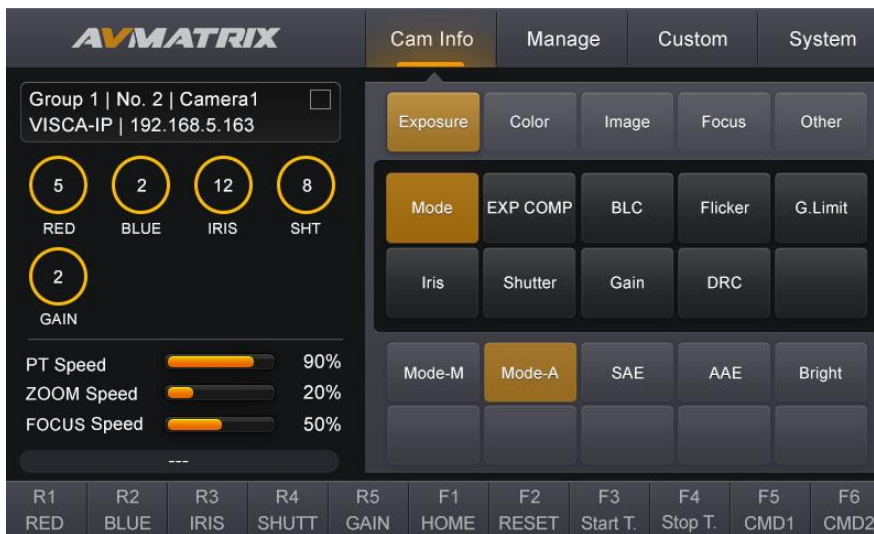 AVMATRIX
Cam Info Manage Custom System
Group 1 | No. 2 | Camera1
VISCA-IP | 192.168.5.163
Exposure Color Image Focus Other
5 2 12 8
RED BLUE IRIS SHT
2
GAIN
Mode EXP COMP BLC Flicker G.Limit
Iris Shutter Gain DRC
PT Speed 90%
ZOOM Speed 20%
FOCUS Speed 50%
---
Mode-M Mode-A SAE AAE Bright
R1 R2 R3 R4 R5 F1 F2 F3 F4 F5 F6
RED BLUE IRIS SHUTT GAIN HOME RESET Start T. Stop T. CMD1 CMD2